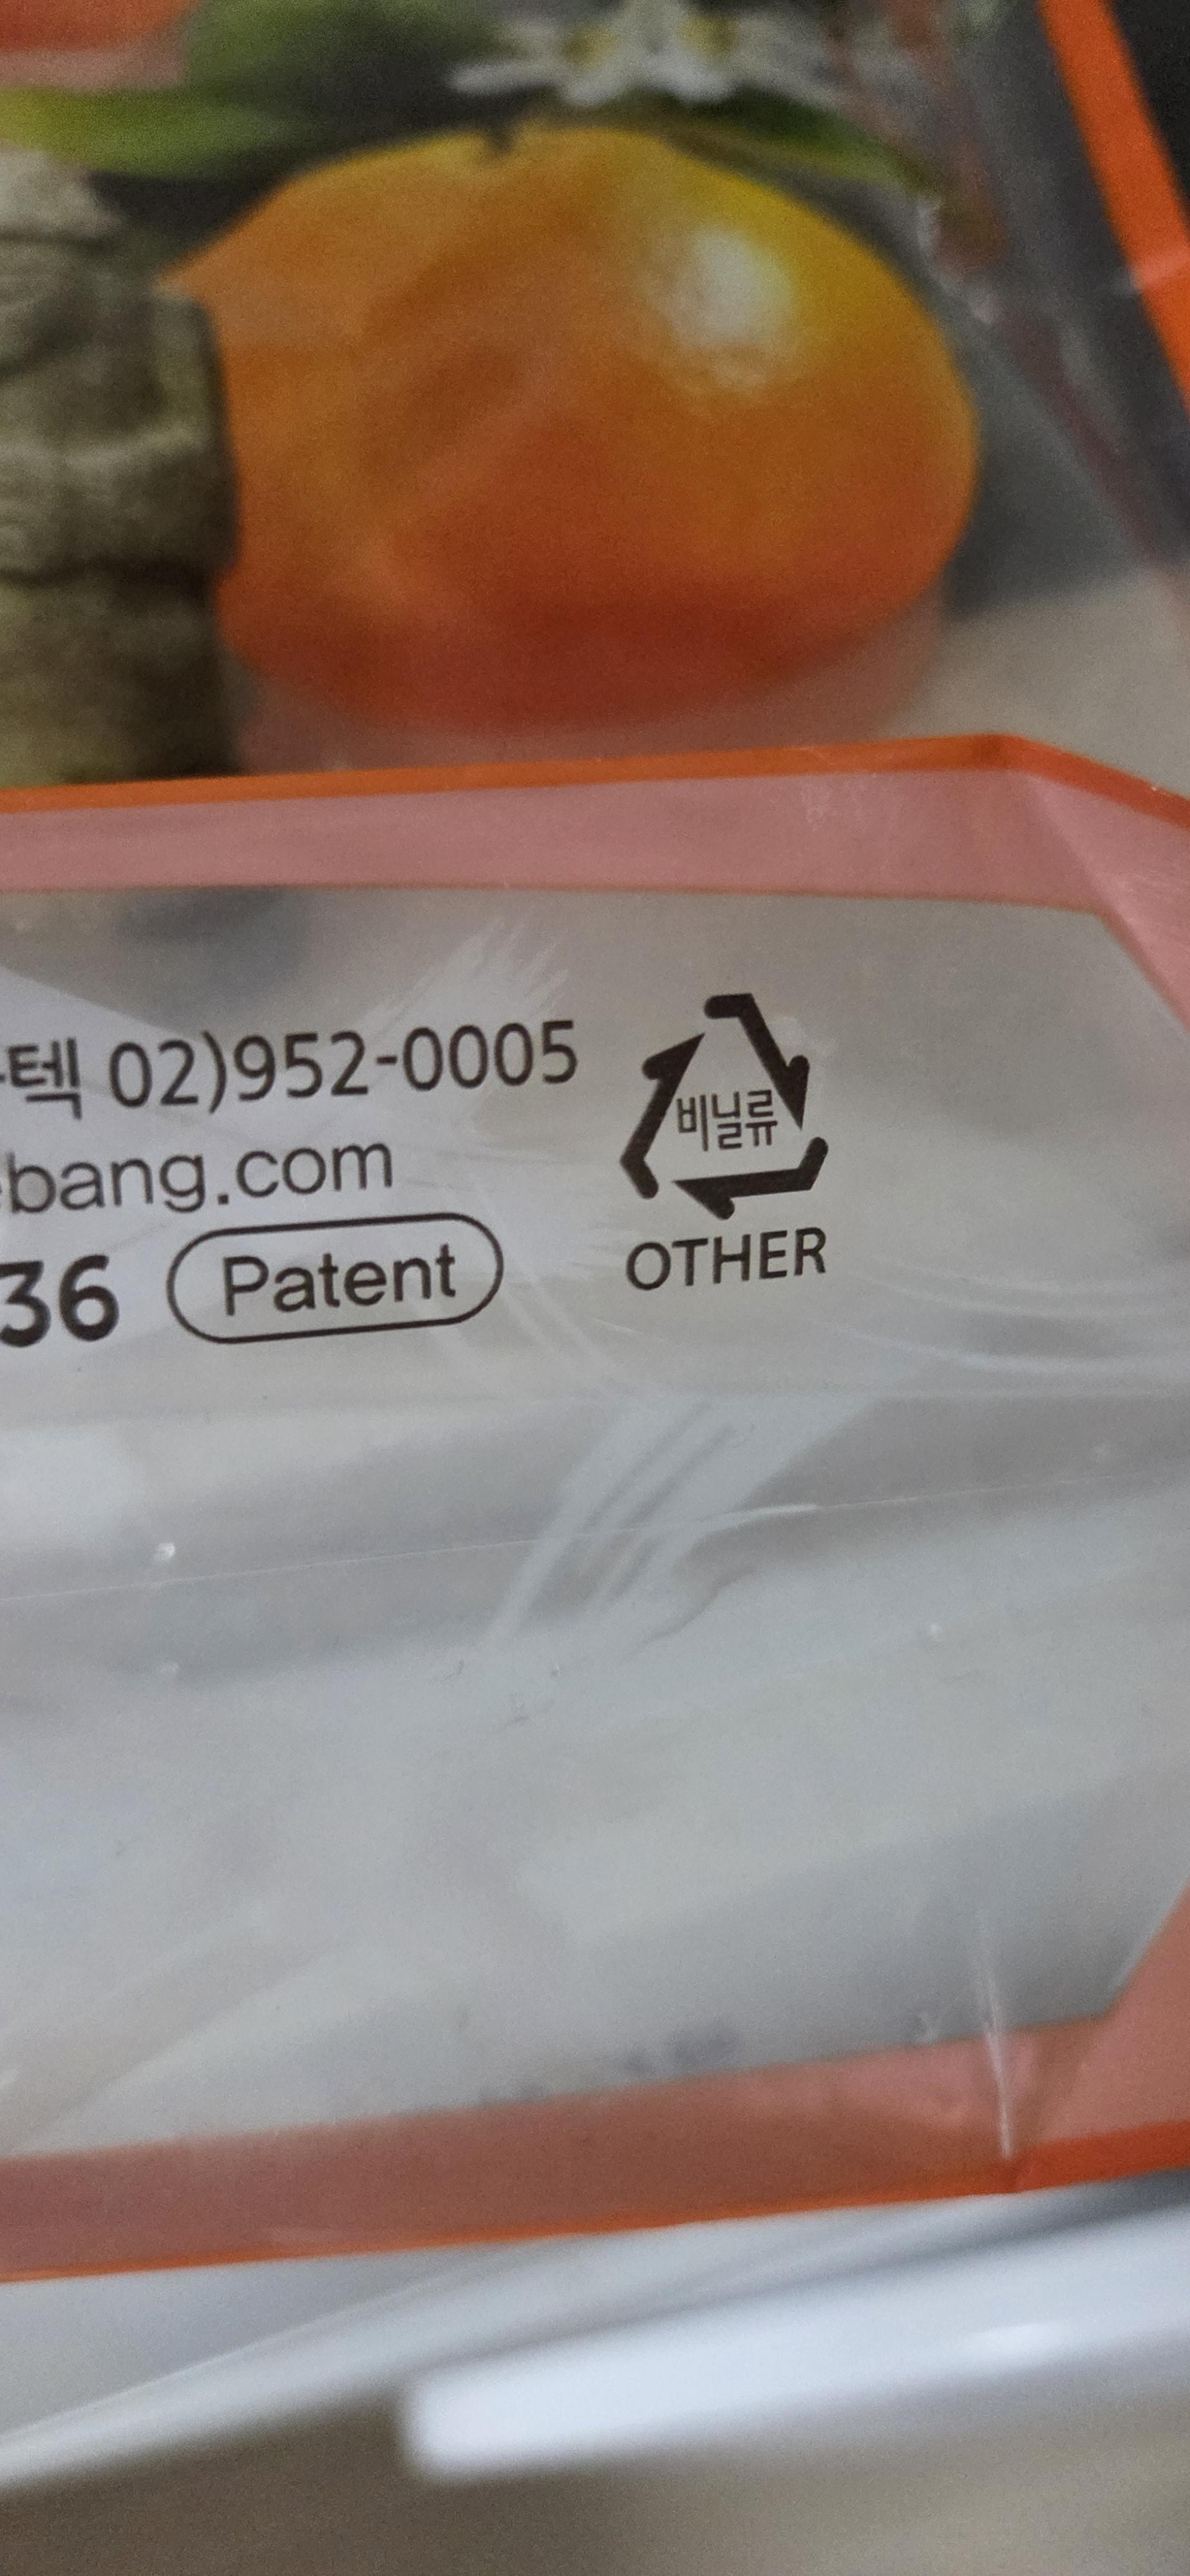 텍 02)952-0005
bang.com
36 Patent
비닐류
OTHER